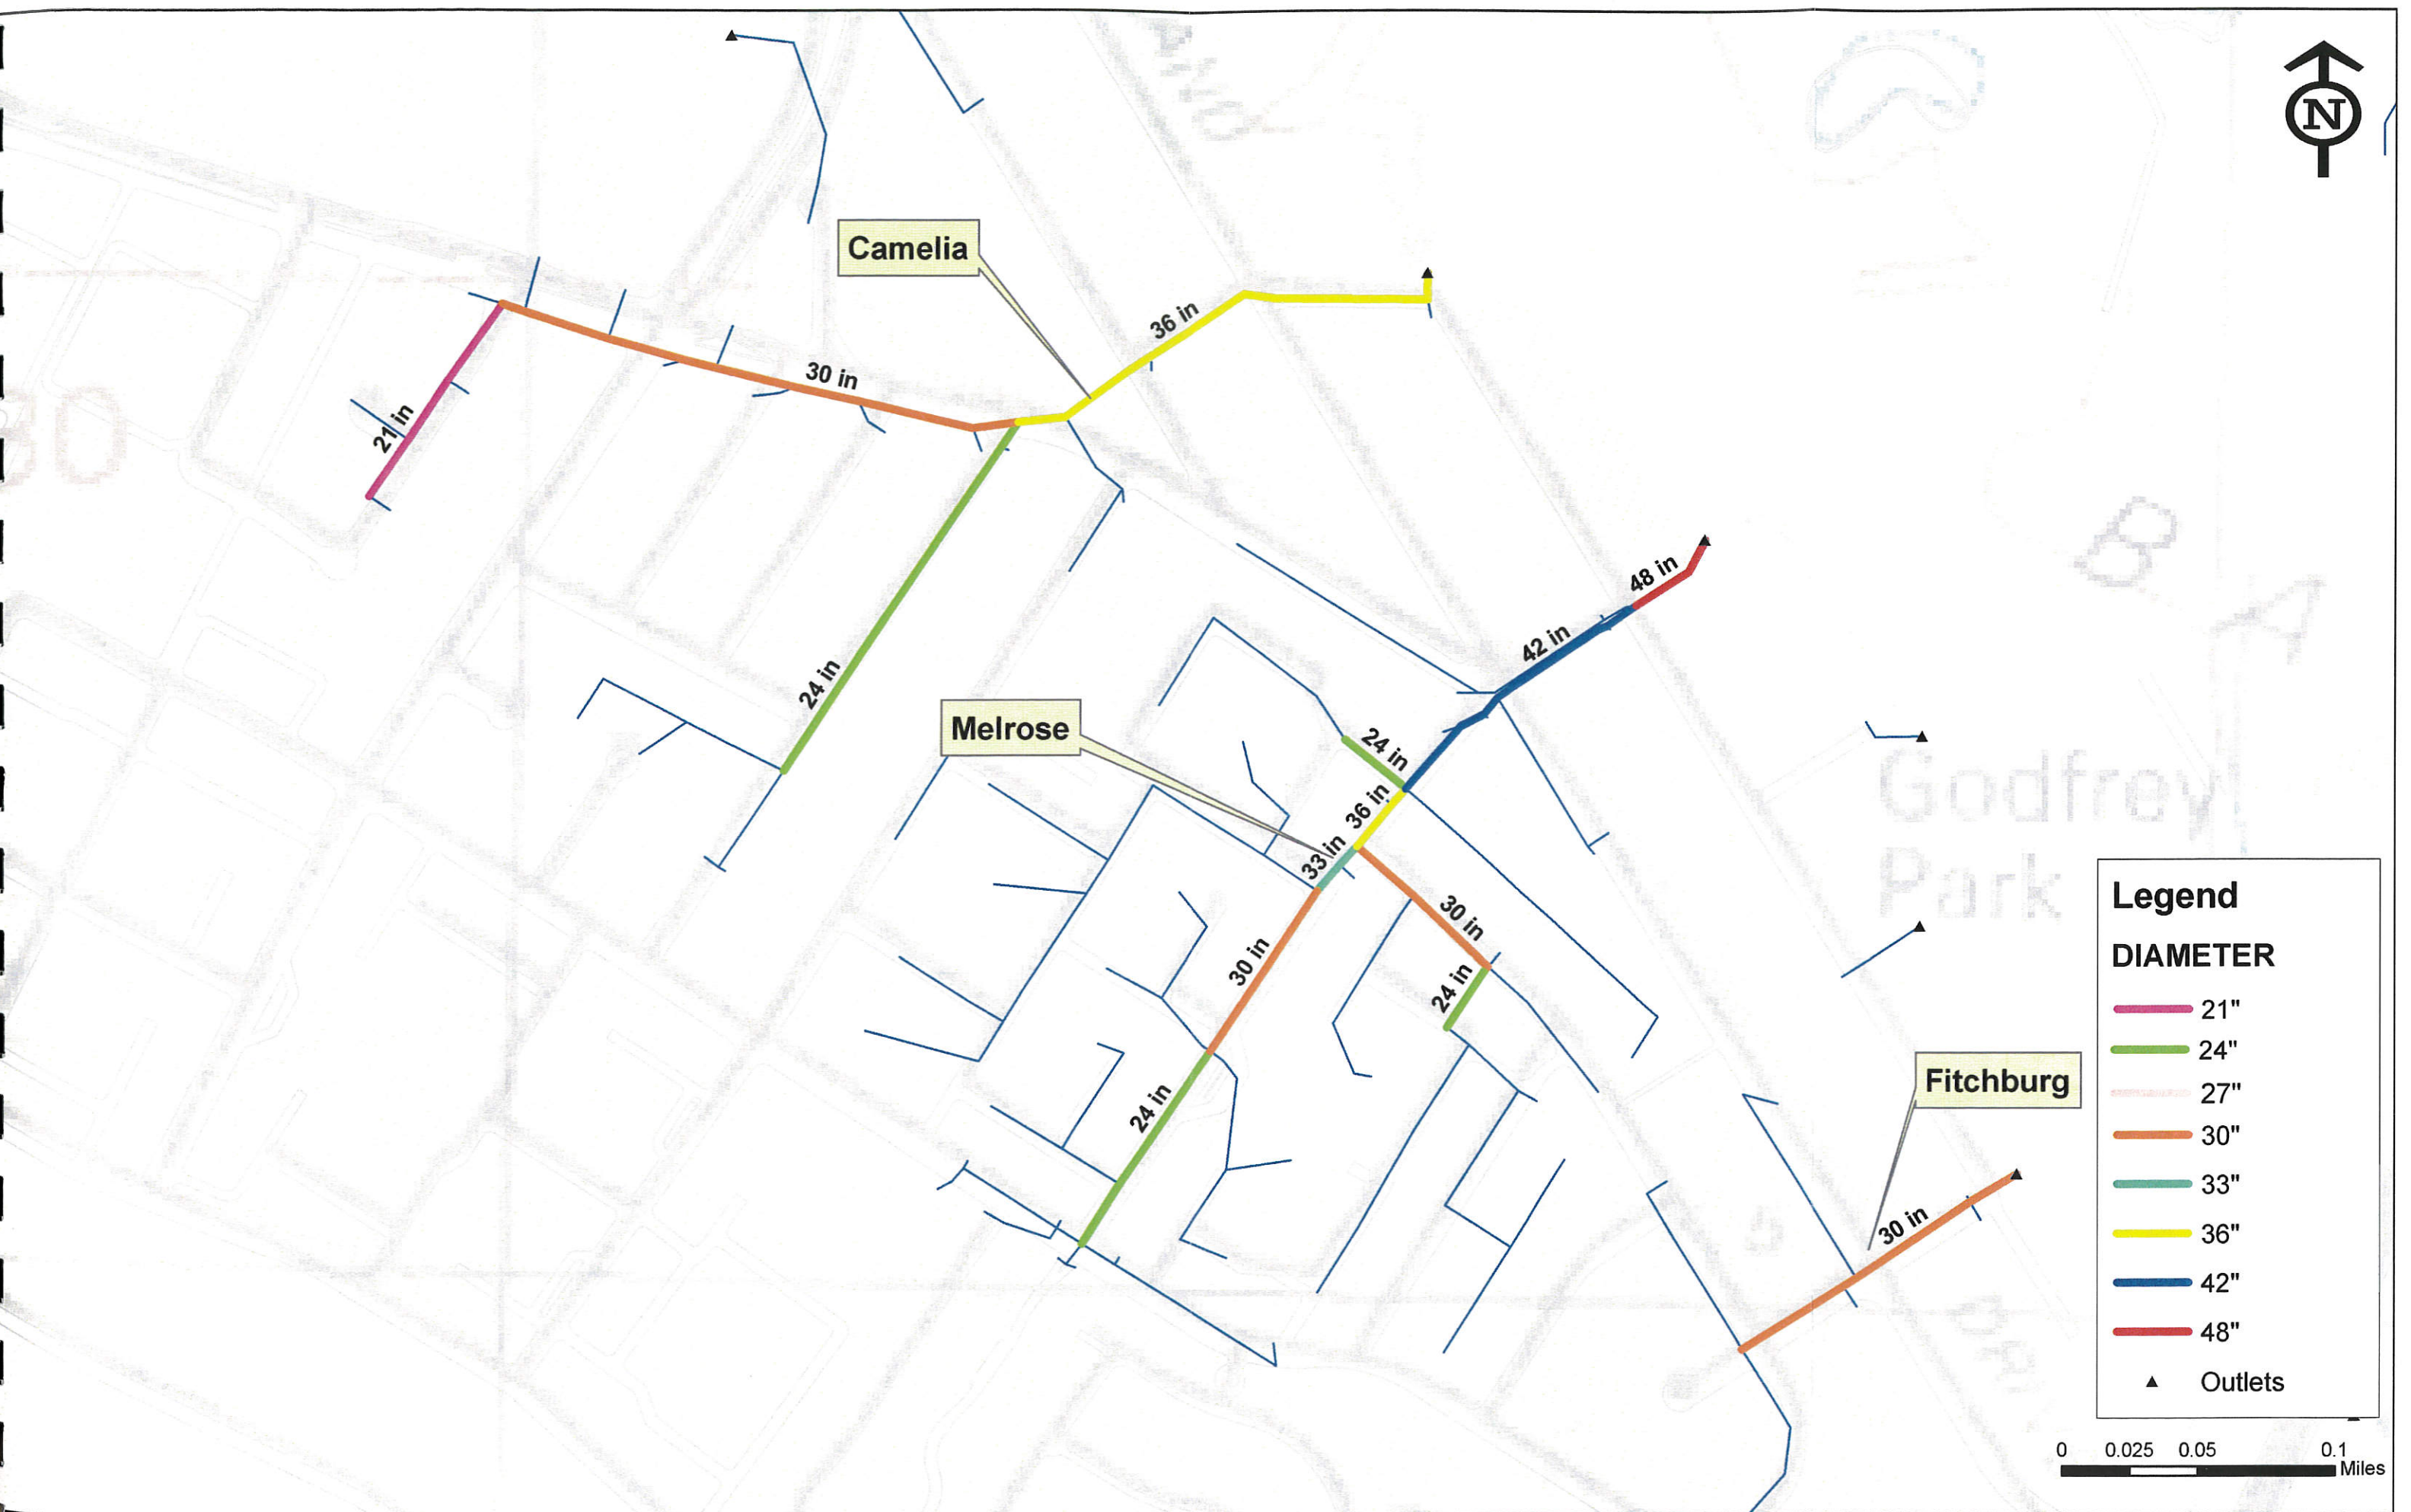 N
Camelia
36 in
30 in
21 in
24 in
48 in
42 in
Melrose
24 in
36 in
33 in
30 in
30 in
24 in
24 in
Godfrey
Park
Fitchburg
30 in
Legend
DIAMETER
21"
24"
27"
30"
33"
36"
42"
48"
Outlets
0 0.025 0.05 0.1
Miles
30